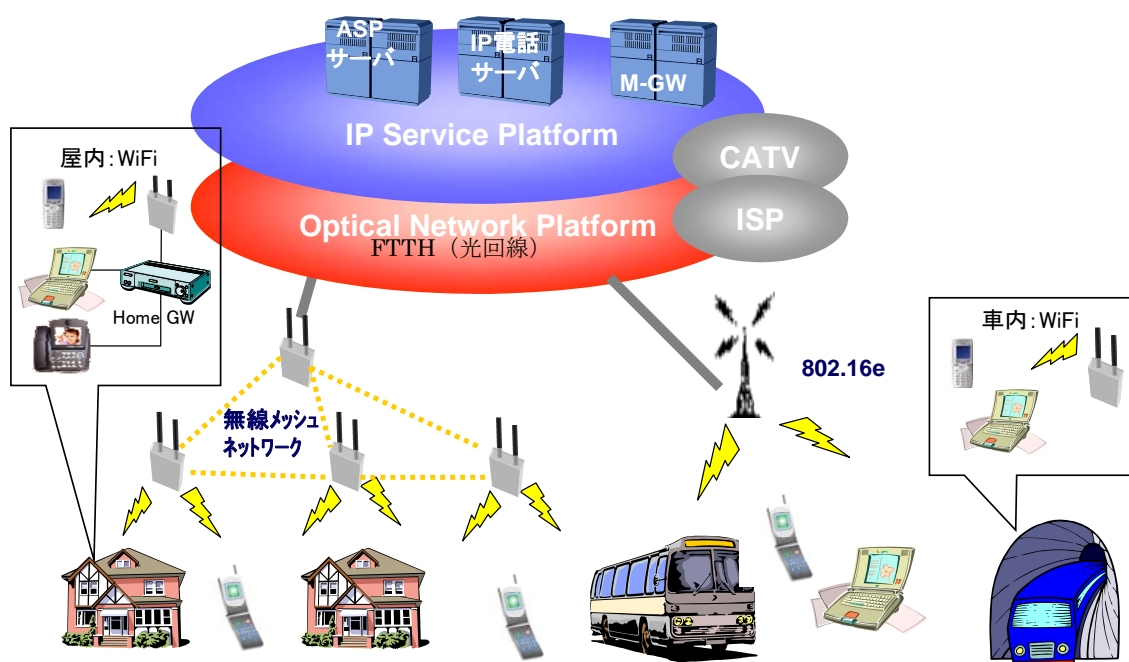 ASP
サーバ
IP電話
サーバ
M-GW
IP Service Platform
CATV
ISP
Optical Network Platform
FTTH（光回線）
屋内：WiFi
Home GW
無線メッシュ
ネットワーク
802.16e
車内：WiFi